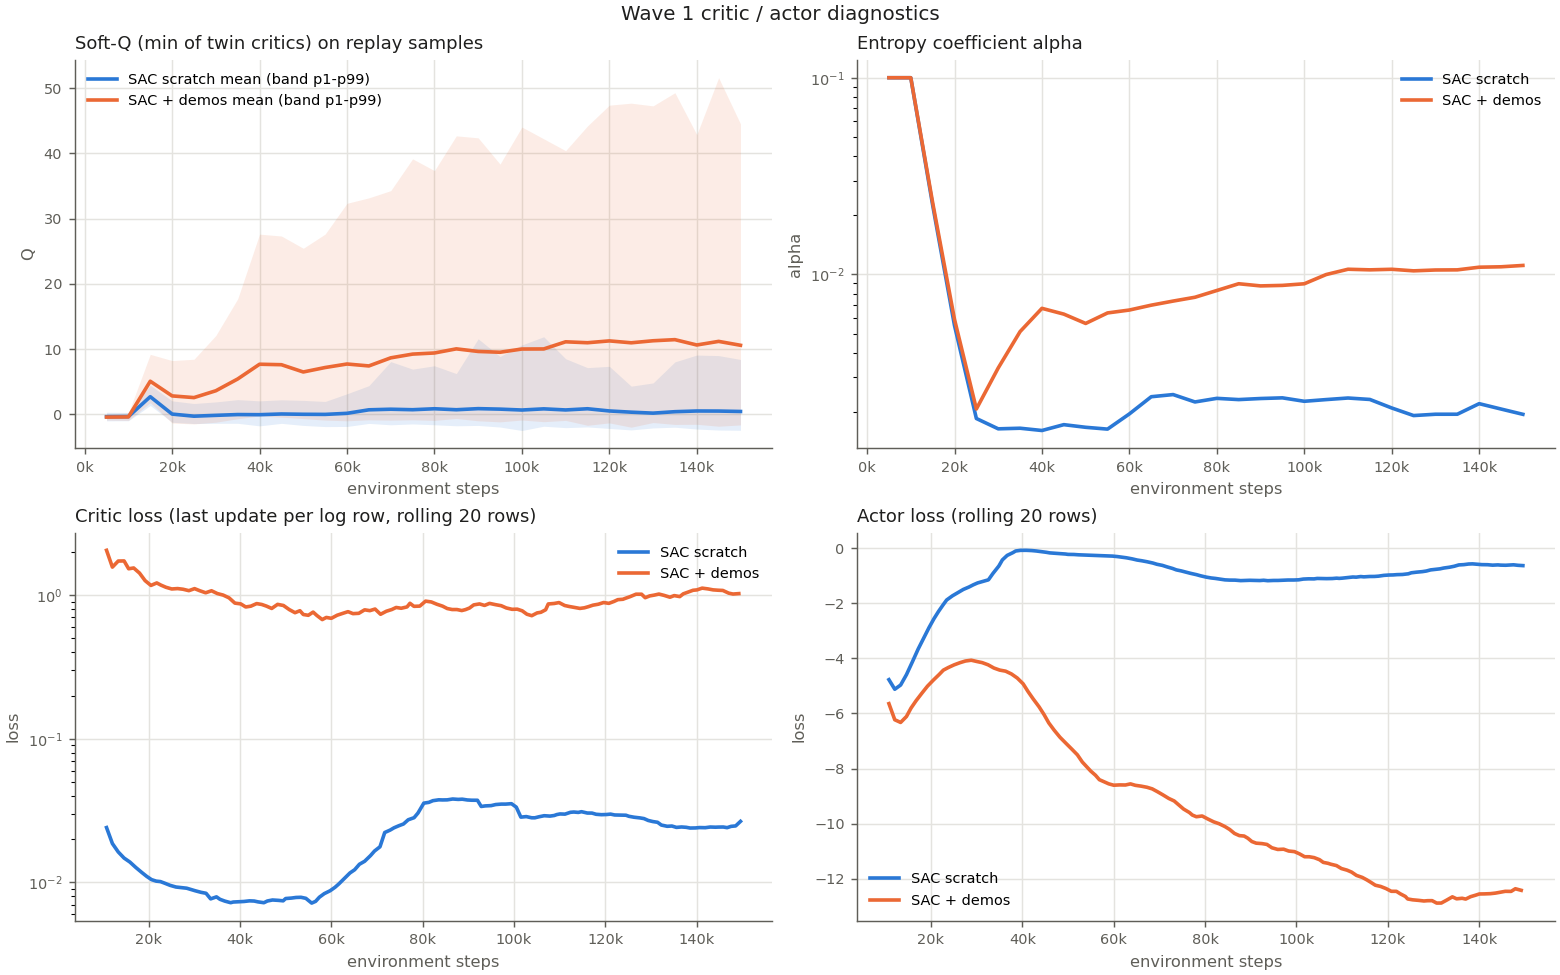 Wave 1 critic / actor diagnostics
Soft-Q (min of twin critics) on replay samples
SAC scratch mean (band p1-p99)
SAC + demos mean (band p1-p99)
50
40
30
20
10
0
Q
0k 20k 40k 60k 80k 100k 120k 140k
environment steps
Entropy coefficient alpha
SAC scratch
SAC + demos
10⁻¹
10⁻²
alpha
0k 20k 40k 60k 80k 100k 120k 140k
environment steps
Critic loss (last update per log row, rolling 20 rows)
SAC scratch
SAC + demos
10⁰
10⁻¹
10⁻²
loss
20k 40k 60k 80k 100k 120k 140k
environment steps
Actor loss (rolling 20 rows)
0
−2
−4
−6
−8
−10
−12
loss
SAC scratch
SAC + demos
20k 40k 60k 80k 100k 120k 140k
environment steps